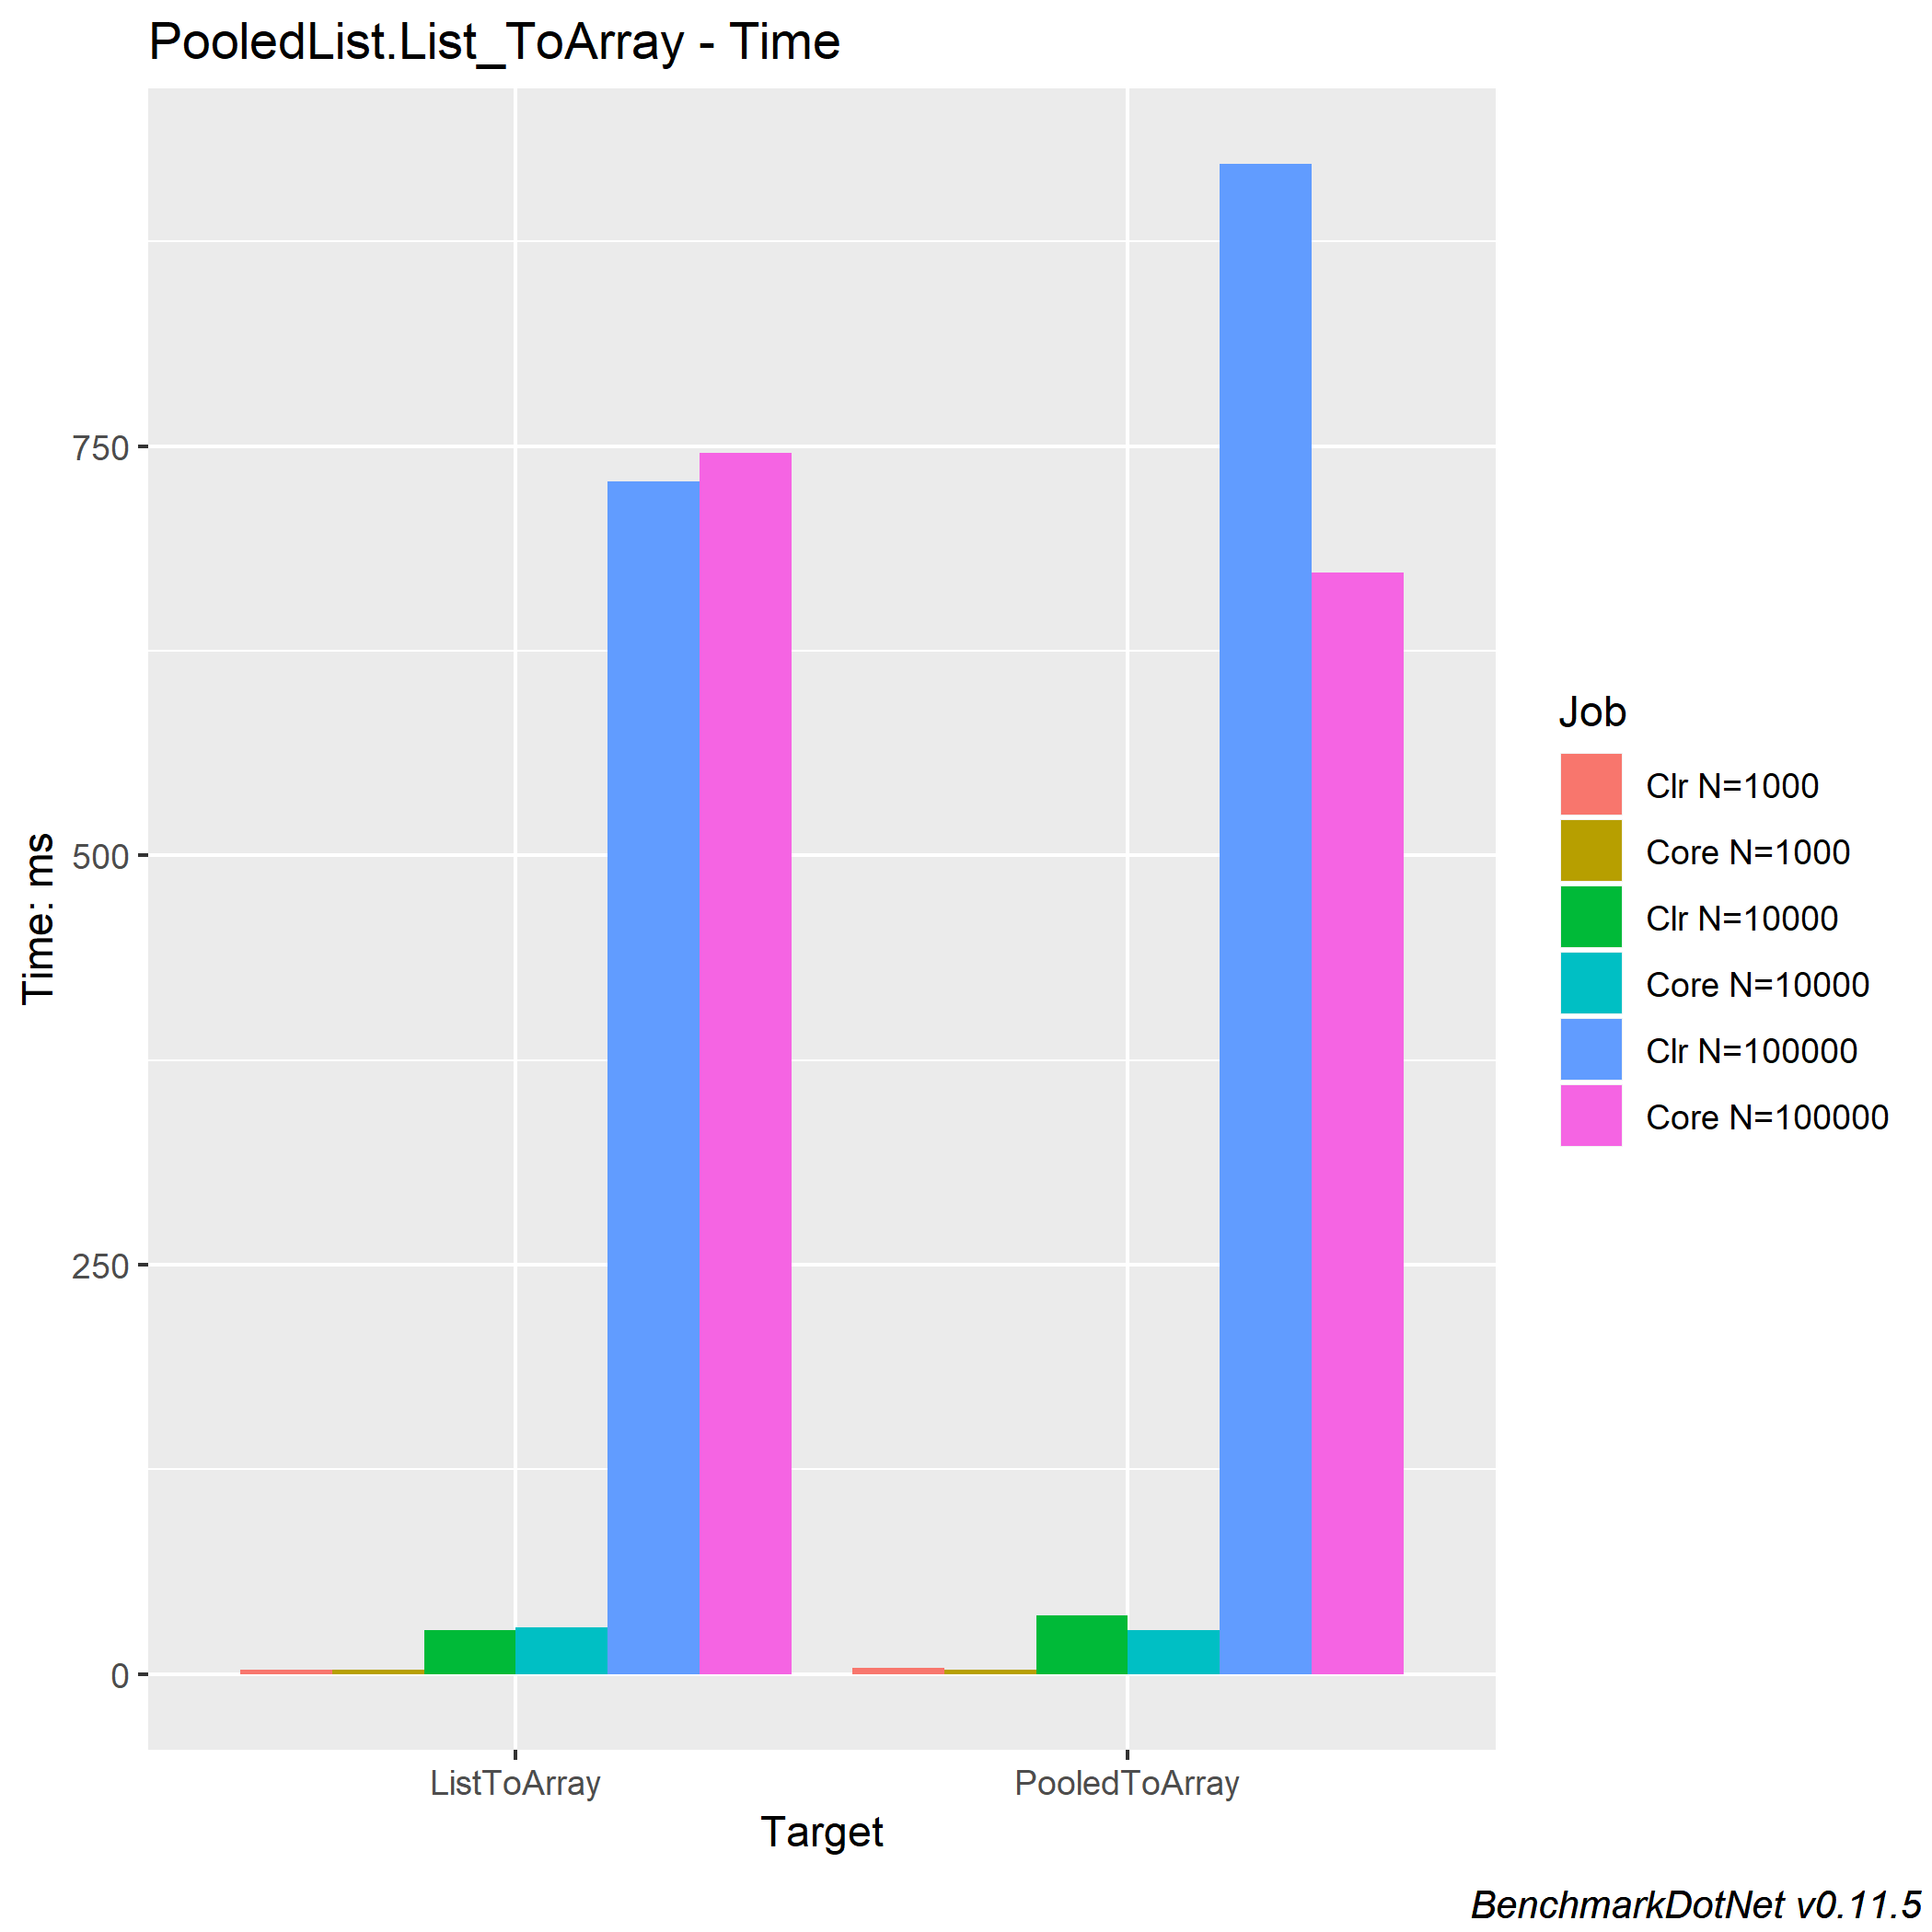 PooledList.List_ToArray - Time
Time: ms
750
500
250
0
ListToArray
PooledToArray
Target
Job
Clr N=1000
Core N=1000
Clr N=10000
Core N=10000
Clr N=100000
Core N=100000
BenchmarkDotNet v0.11.5